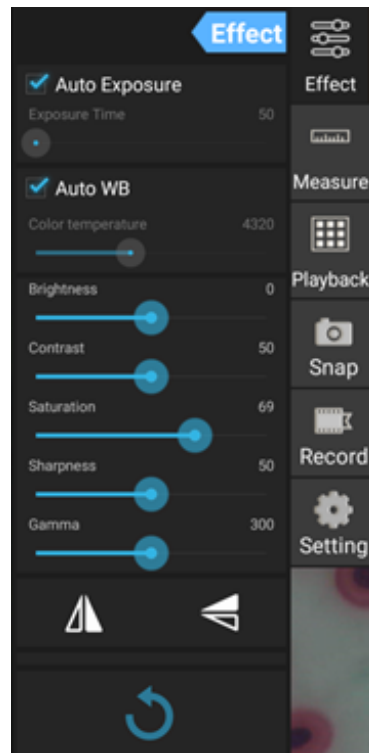 Effect
Auto Exposure
Exposure Time 50
Auto WB
Color temperature 4320
Brightness 0
Contrast 50
Saturation 69
Sharpness 50
Gamma 300
Effect
Measure
Playback
Snap
Record
Setting